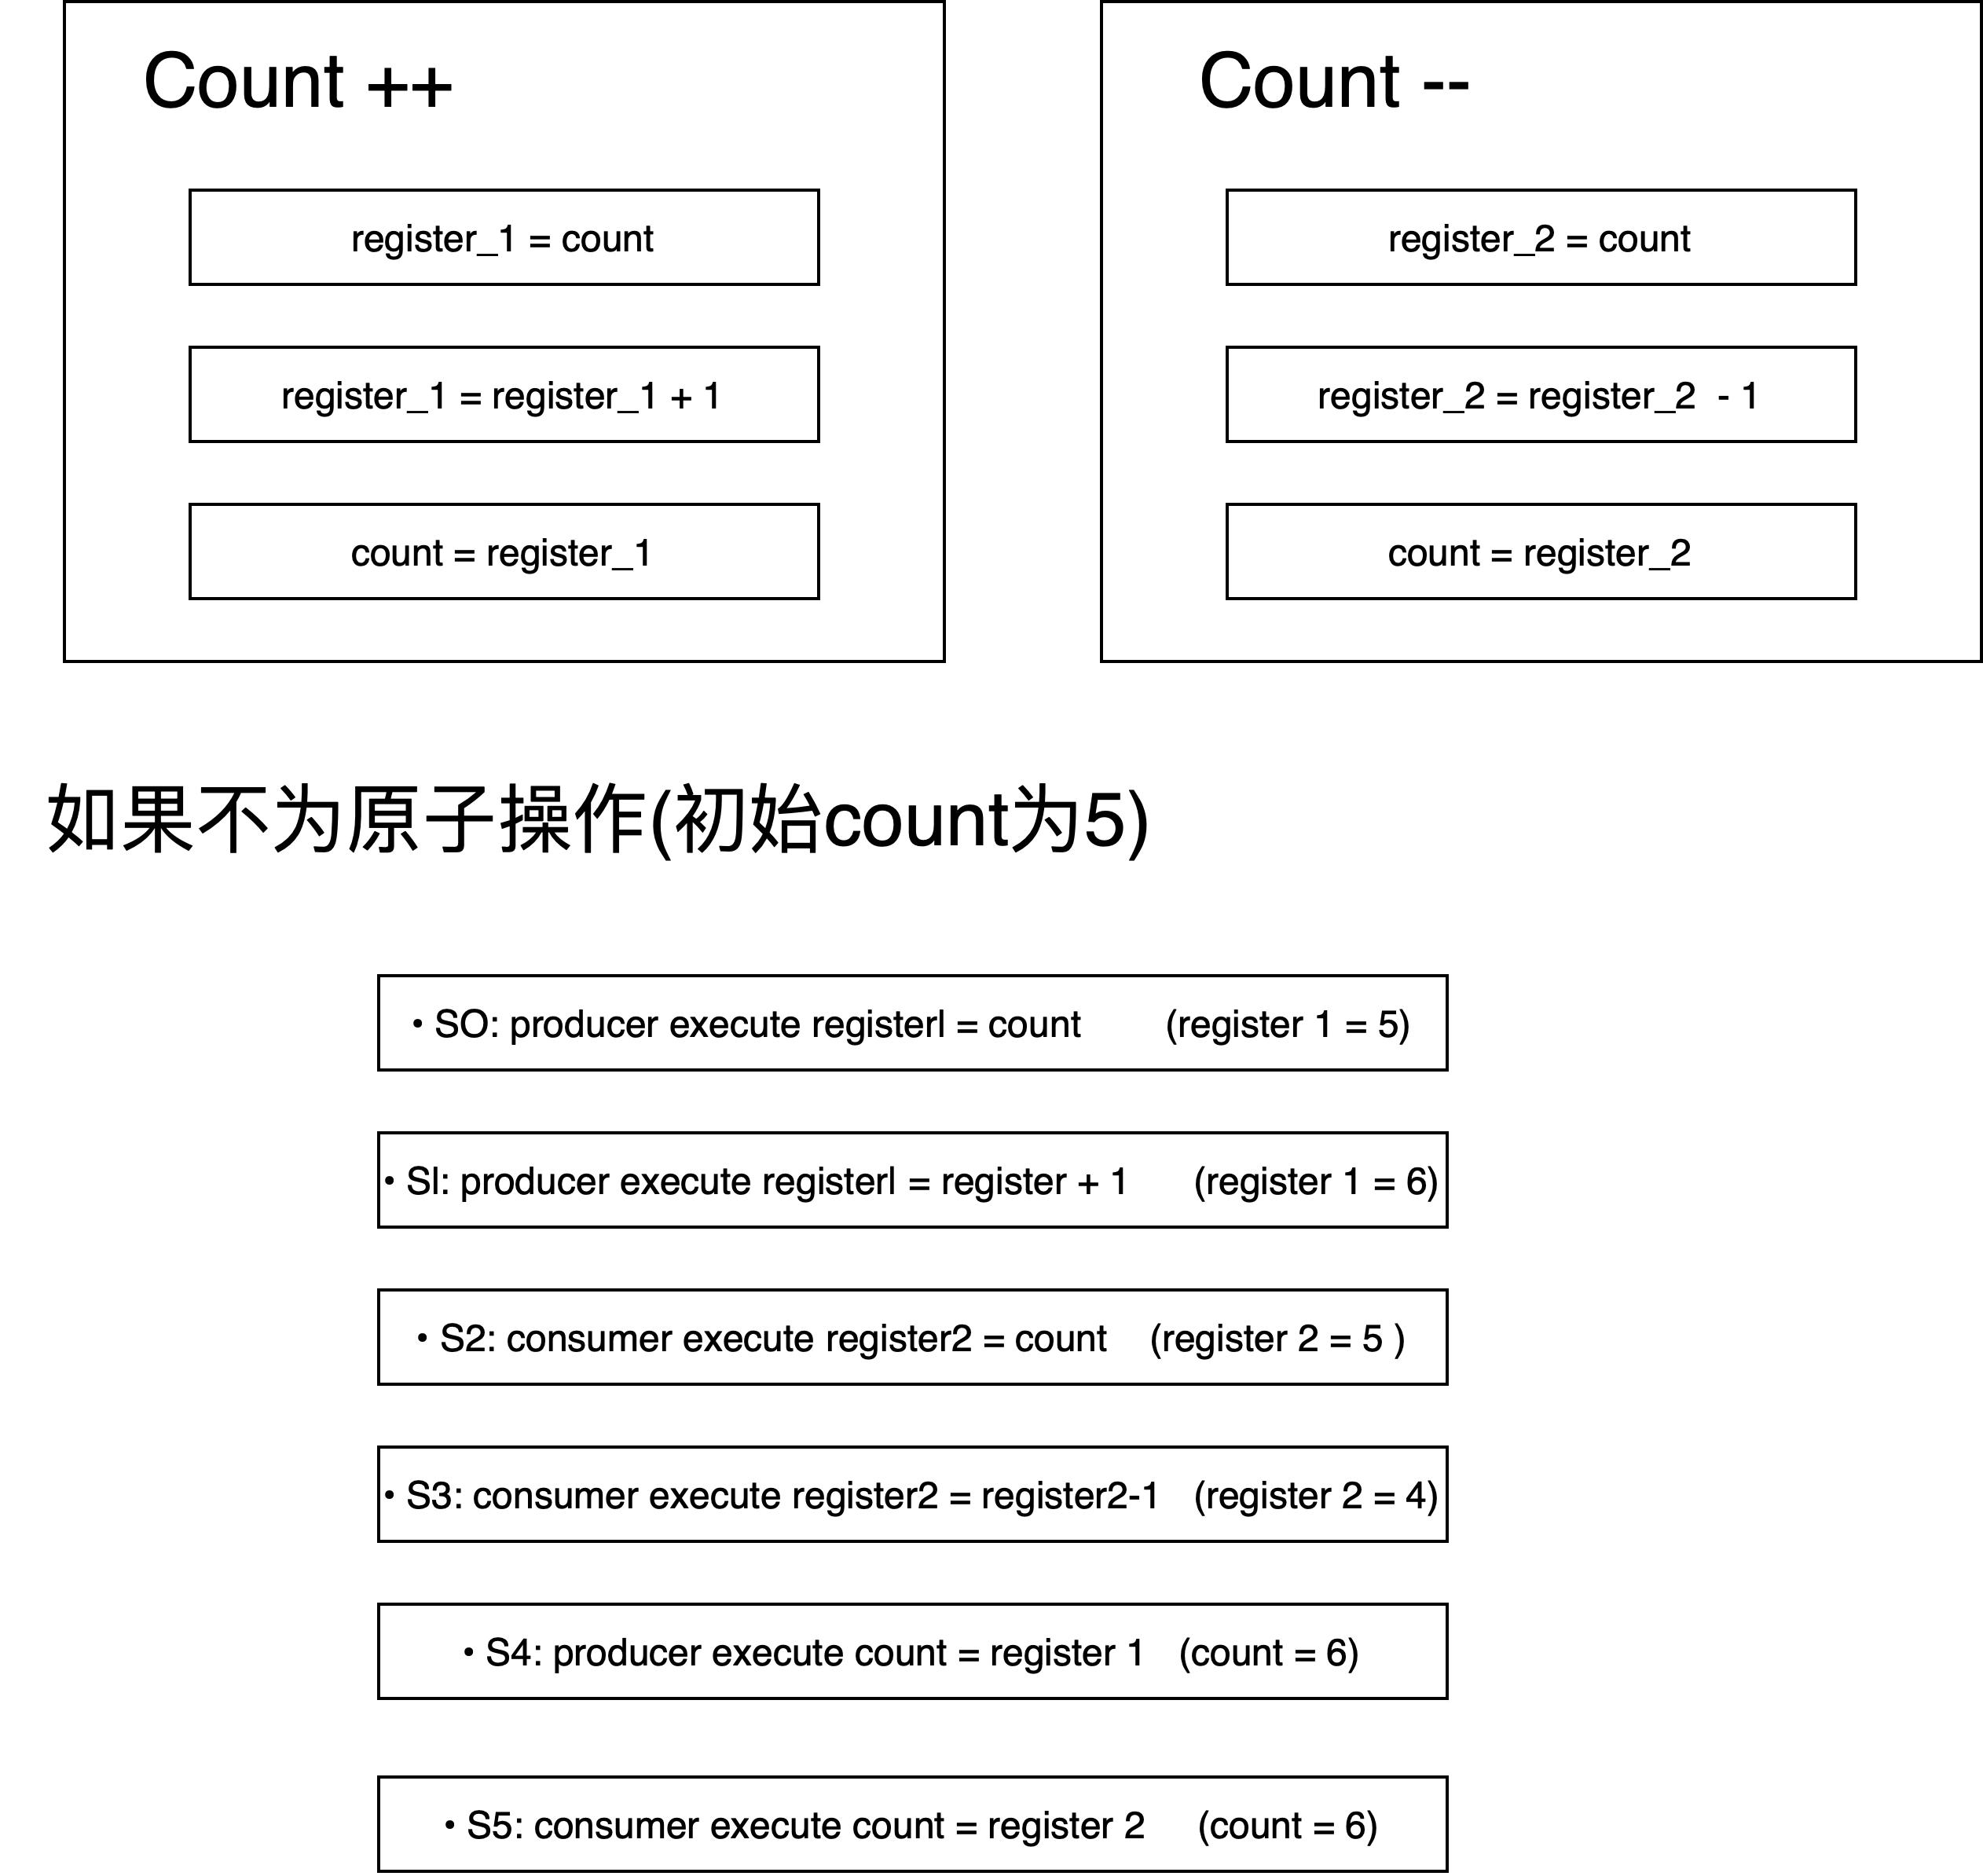 Count ++
register_1 = count
register_1 = register_1 + 1
count = register_1
Count --
register_2 = count
register_2 = register_2  - 1
count = register_2
如果不为原子操作(初始count为5)
• SO: producer execute registerl = count (register 1 = 5)
• Sl: producer execute registerl = register + 1 (register 1 = 6)
• S2: consumer execute register2 = count (register 2 = 5 )
• S3: consumer execute register2 = register2-1 (register 2 = 4)
• S4: producer execute count = register 1 (count = 6)
• S5: consumer execute count = register 2 (count = 6)